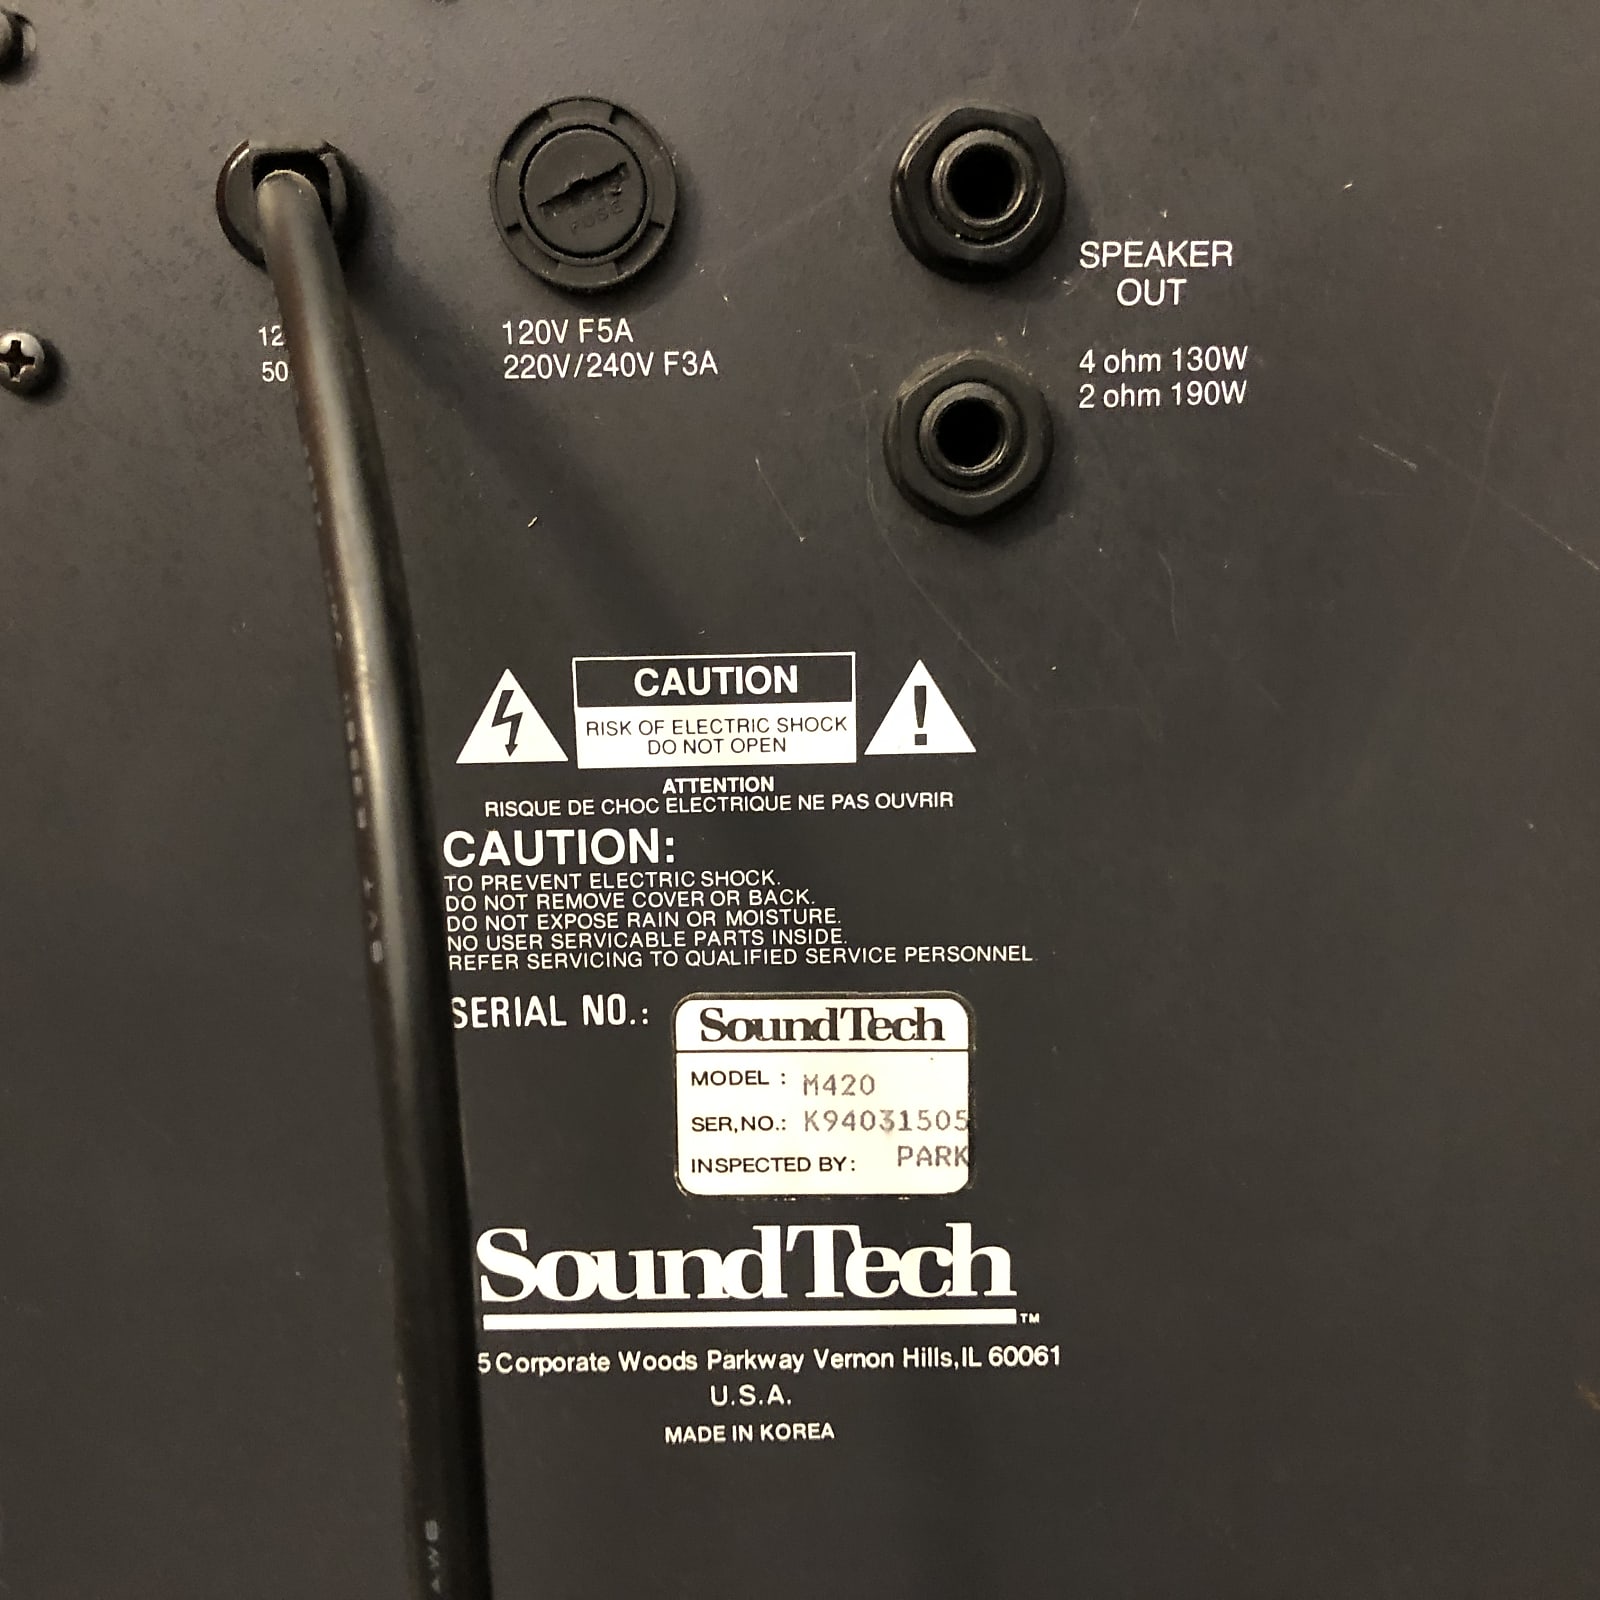 120V F5A
220V/240V F3A
SPEAKER
OUT
4 ohm 130W
2 ohm 190W
12
50
FUSE
CAUTION
RISK OF ELECTRIC SHOCK
DO NOT OPEN
ATTENTION
RISQUE DE CHOC ELECTRIQUE NE PAS OUVRIR
CAUTION:
TO PREVENT ELECTRIC SHOCK.
DO NOT REMOVE COVER OR BACK.
DO NOT EXPOSE RAIN OR MOISTURE.
NO USER SERVICABLE PARTS INSIDE.
REFER SERVICING TO QUALIFIED SERVICE PERSONNEL.
SERIAL NO.:
SoundTech
MODEL : M420
SER,NO.: K94031505
INSPECTED BY: PARK
SoundTech
TM
5 Corporate Woods Parkway Vernon Hills,IL 60061
U.S.A.
MADE IN KOREA